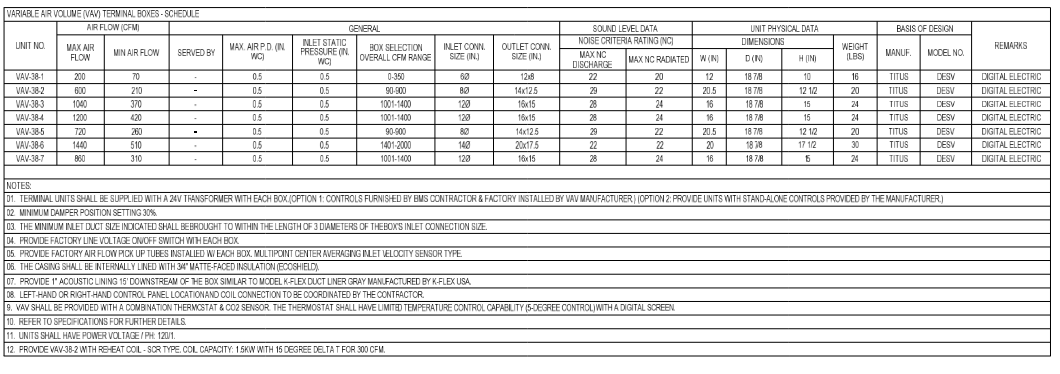 VARIABLE AIR VOLUME (VAV) TERMINAL BOXES - SCHEDULE
AIR FLOW (CFM) GENERAL SOUND LEVEL DATA UNIT PHYSICAL DATA BASIS OF DESIGN
NOISE CRITERIA RATING (NC) DIMENSIONS
UNIT NO. MAX AIR FLOW MIN AIR FLOW SERVED BY MAX. AIR P.D. (IN. WC) INLET STATIC PRESSURE (IN. WC) BOX SELECTION OVERALL CFM RANGE INLET CONN. SIZE (IN.) OUTLET CONN. SIZE (IN.) MAX NC DISCHARGE MAX NC RADIATED W (IN) D (IN) H (IN) WEIGHT (LBS) MANUF. MODEL NO. REMARKS
VAV-38-1 200 70 - 0.5 0.5 0-350 6Ø 12x8 22 20 12 18 7/8 10 16 TITUS DESV DIGITAL ELECTRIC
VAV-38-2 600 210 - 0.5 0.5 90-900 8Ø 14x12.5 29 22 20.5 18 7/8 12 1/2 20 TITUS DESV DIGITAL ELECTRIC
VAV-38-3 1040 370 - 0.5 0.5 1001-1400 12Ø 16x15 28 24 16 18 7/8 15 24 TITUS DESV DIGITAL ELECTRIC
VAV-38-4 1200 420 - 0.5 0.5 1001-1400 12Ø 16x15 28 24 16 18 7/8 15 24 TITUS DESV DIGITAL ELECTRIC
VAV-38-5 720 260 - 0.5 0.5 90-900 8Ø 14x12.5 29 22 20.5 18 7/8 12 1/2 20 TITUS DESV DIGITAL ELECTRIC
VAV-38-6 1440 510 - 0.5 0.5 1401-2000 14Ø 20x17.5 22 22 20 18 7/8 17 1/2 30 TITUS DESV DIGITAL ELECTRIC
VAV-38-7 860 310 - 0.5 0.5 1001-1400 12Ø 16x15 28 24 16 18 7/8 15 24 TITUS DESV DIGITAL ELECTRIC
NOTES:
01. TERMINAL UNITS SHALL BE SUPPLIED WITH A 24V TRANSFORMER WITH EACH BOX.(OPTION 1: CONTROLS FURNISHED BY BMS CONTRACTOR & FACTORY INSTALLED BY VAV MANUFACTURER.) (OPTION 2: PROVIDE UNITS WITH STAND-ALONE CONTROLS PROVIDED BY THE MANUFACTURER.)
02. MINIMUM DAMPER POSITION SETTING 30%.
03. THE MINIMUM INLET DUCT SIZE INDICATED SHALL BEBROUGHT TO WITHIN THE LENGTH OF 3 DIAMETERS OF THEBOX'S INLET CONNECTION SIZE.
04. PROVIDE FACTORY LINE VOLTAGE ON/OFF SWITCH WITH EACH BOX.
05. PROVIDE FACTORY AIR FLOW PICK UP TUBES INSTALLED W/ EACH BOX. MULTIPOINT CENTER AVERAGING INLET VELOCITY SENSOR TYPE.
06. THE CASING SHALL BE INTERNALLY LINED WITH 3/4" MATTE-FACED INSULATION (ECOSHIELD).
07. PROVIDE 1" ACOUSTIC LINING 15' DOWNSTREAM OF THE BOX SIMILAR TO MODEL K-FLEX DUCT LINER GRAY MANUFACTURED BY K-FLEX USA.
08. LEFT-HAND OR RIGHT-HAND CONTROL PANEL LOCATIONAND COIL CONNECTION TO BE COORDINATED BY THE CONTRACTOR.
9. VAV SHALL BE PROVIDED WITH A COMBINATION THERMOSTAT & CO2 SENSOR. THE THERMOSTAT SHALL HAVE LIMITED TEMPERATURE CONTROL CAPABILITY (5-DEGREE CONTROL) WITH A DIGITAL SCREEN.
10. REFER TO SPECIFICATIONS FOR FURTHER DETAILS.
11. UNITS SHALL HAVE POWER VOLTAGE / PH: 120/1.
12. PROVIDE VAV-38-2 WITH REHEAT COIL - SCR TYPE, COIL CAPACITY: 1.5KW WITH 15 DEGREE DELTA T FOR 300 CFM.